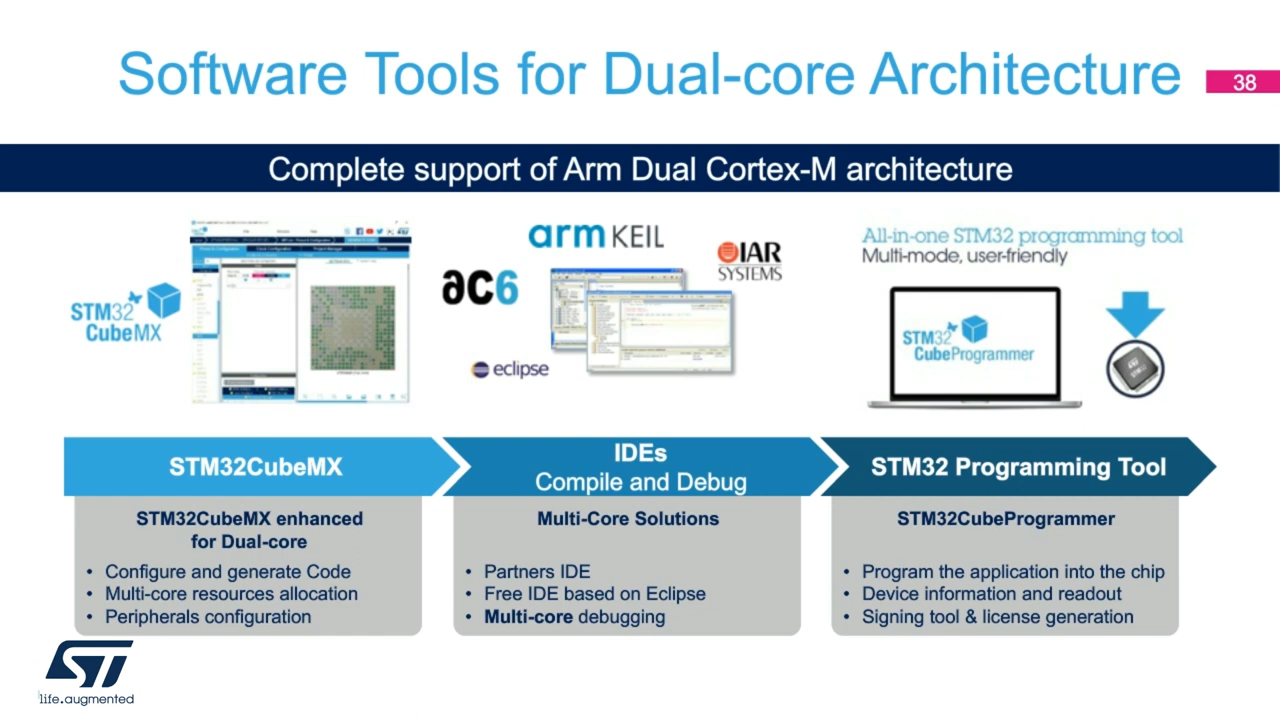 Software Tools for Dual-core Architecture
38
Complete support of Arm Dual Cortex-M architecture
STM32
CubeMX
arm KEIL
IAR
SYSTEMS
ac6
eclipse
All-in-one STM32 programming tool
Multi-mode, user-friendly
STM32
CubeProgrammer
STM32CubeMX
IDEs
Compile and Debug
STM32 Programming Tool
STM32CubeMX enhanced
for Dual-core
• Configure and generate Code
• Multi-core resources allocation
• Peripherals configuration
Multi-Core Solutions
• Partners IDE
• Free IDE based on Eclipse
• Multi-core debugging
STM32CubeProgrammer
• Program the application into the chip
• Device information and readout
• Signing tool & license generation
ST
life.augmented